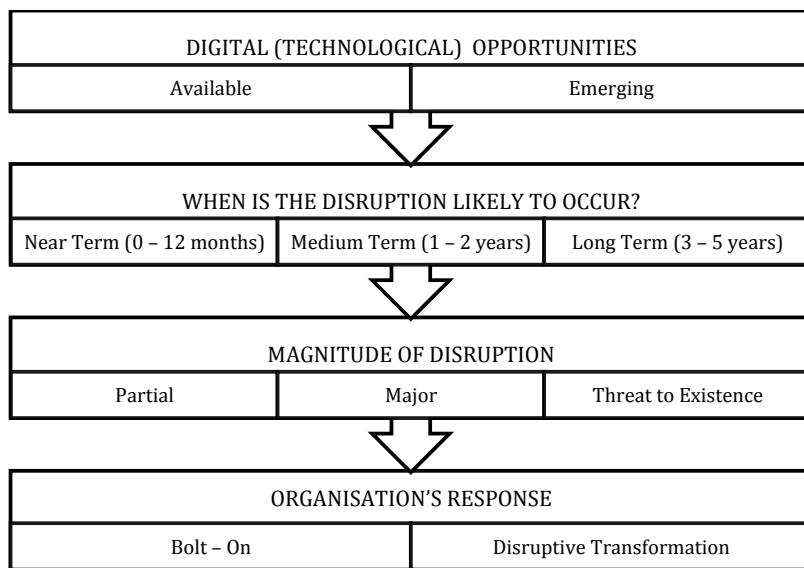 DIGITAL (TECHNOLOGICAL) OPPORTUNITIES
Available
Emerging
WHEN IS THE DISRUPTION LIKELY TO OCCUR?
Near Term (0 – 12 months)
Medium Term (1 – 2 years)
Long Term (3 – 5 years)
MAGNITUDE OF DISRUPTION
Partial
Major
Threat to Existence
ORGANISATION’S RESPONSE
Bolt – On
Disruptive Transformation